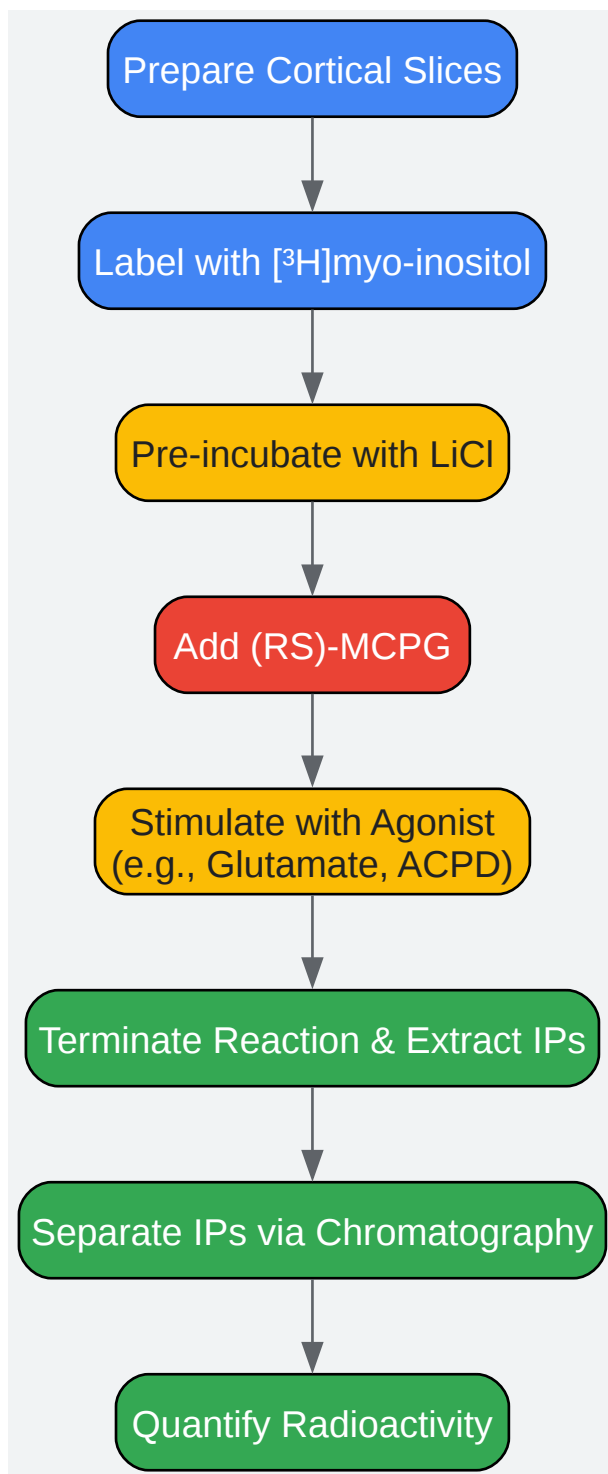 Prepare Cortical Slices
Label with [³H]myo-inositol
Pre-incubate with LiCl
Add (RS)-MCPG
Stimulate with Agonist
(e.g., Glutamate, ACPD)
Terminate Reaction & Extract IPs
Separate IPs via Chromatography
Quantify Radioactivity